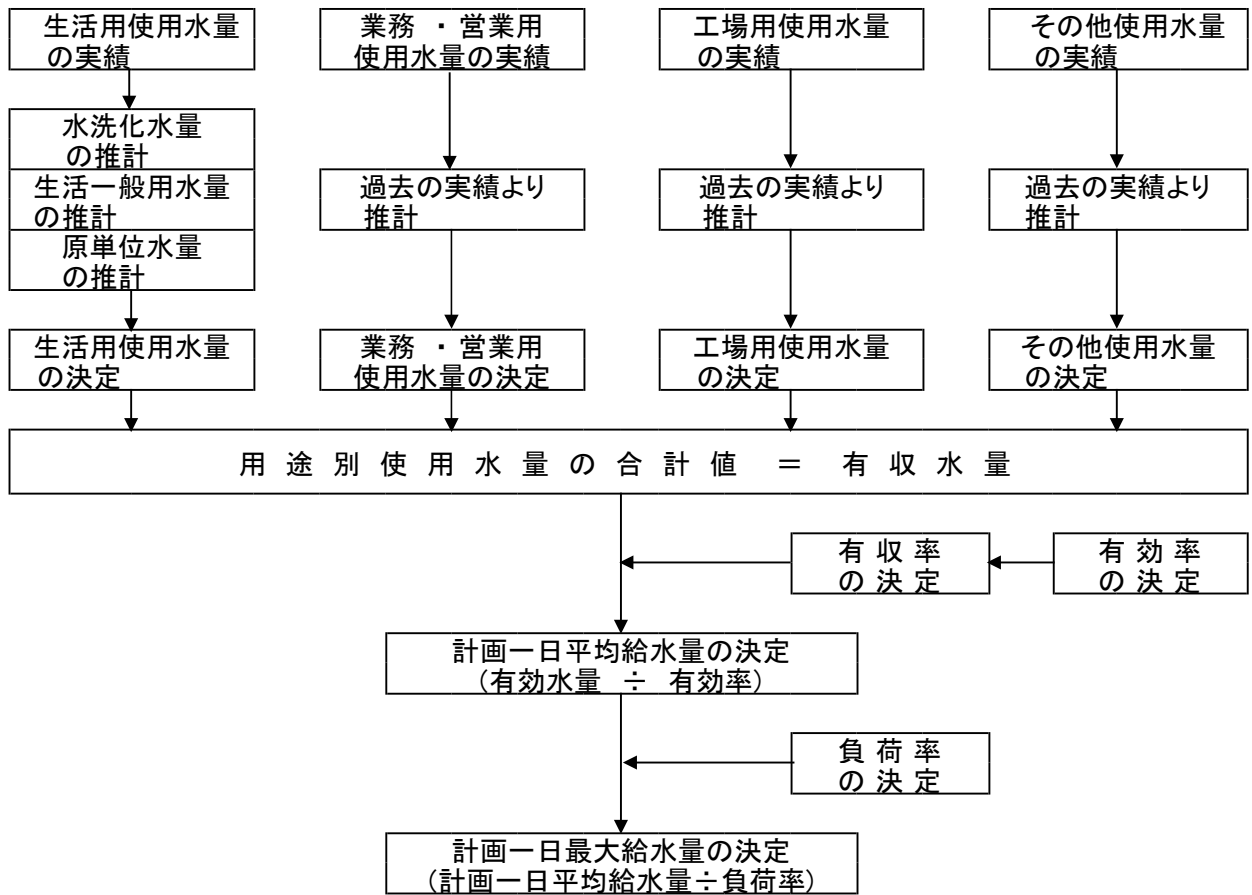 生活用使用水量
の実績
業務 ・営業用
使用水量の実績
工場用使用水量
の実績
その他使用水量
の実績
水洗化水量
の推計
生活一般用水量
の推計
原単位水量
の推計
過去の実績より
推計
過去の実績より
推計
過去の実績より
推計
生活用使用水量
の決定
業務 ・営業用
使用水量の決定
工場用使用水量
の決定
その他使用水量
の決定
用 途 別 使 用 水 量 の 合 計 値 ＝ 有 収 水 量
有 収 率
の 決 定
有 効 率
の 決 定
計画一日平均給水量の決定
（有効水量 ÷ 有効率）
負 荷 率
の 決 定
計画一日最大給水量の決定
（計画一日平均給水量÷負荷率）